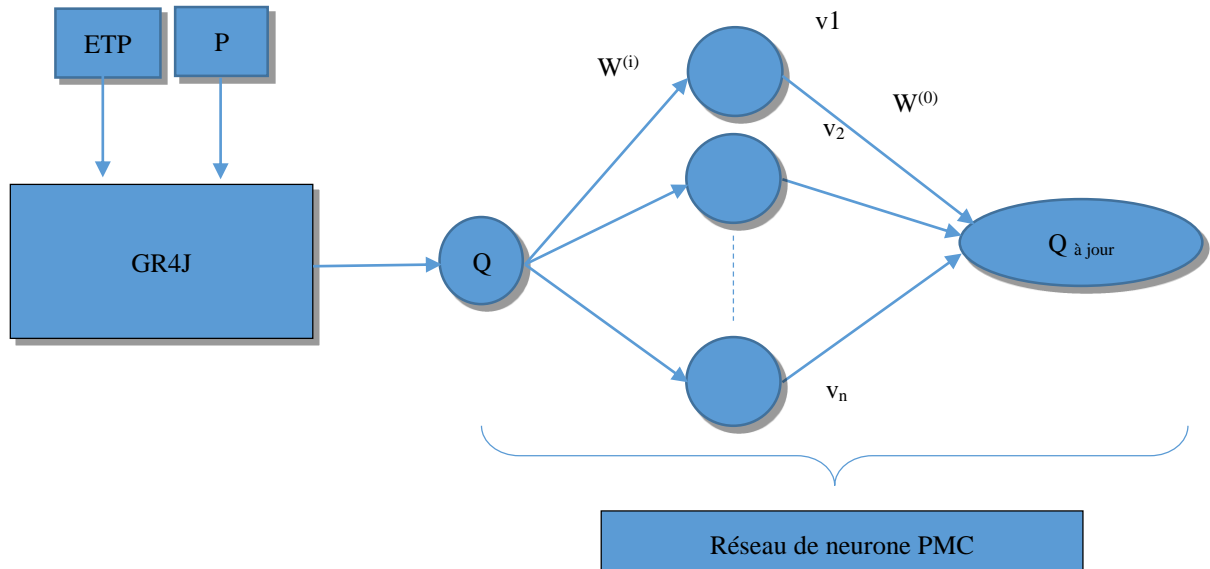 v1
ETP
P
W⁽ⁱ⁾
W⁽⁰⁾
v₂
GR4J
Q
Q à jour
vₙ
Réseau de neurone PMC